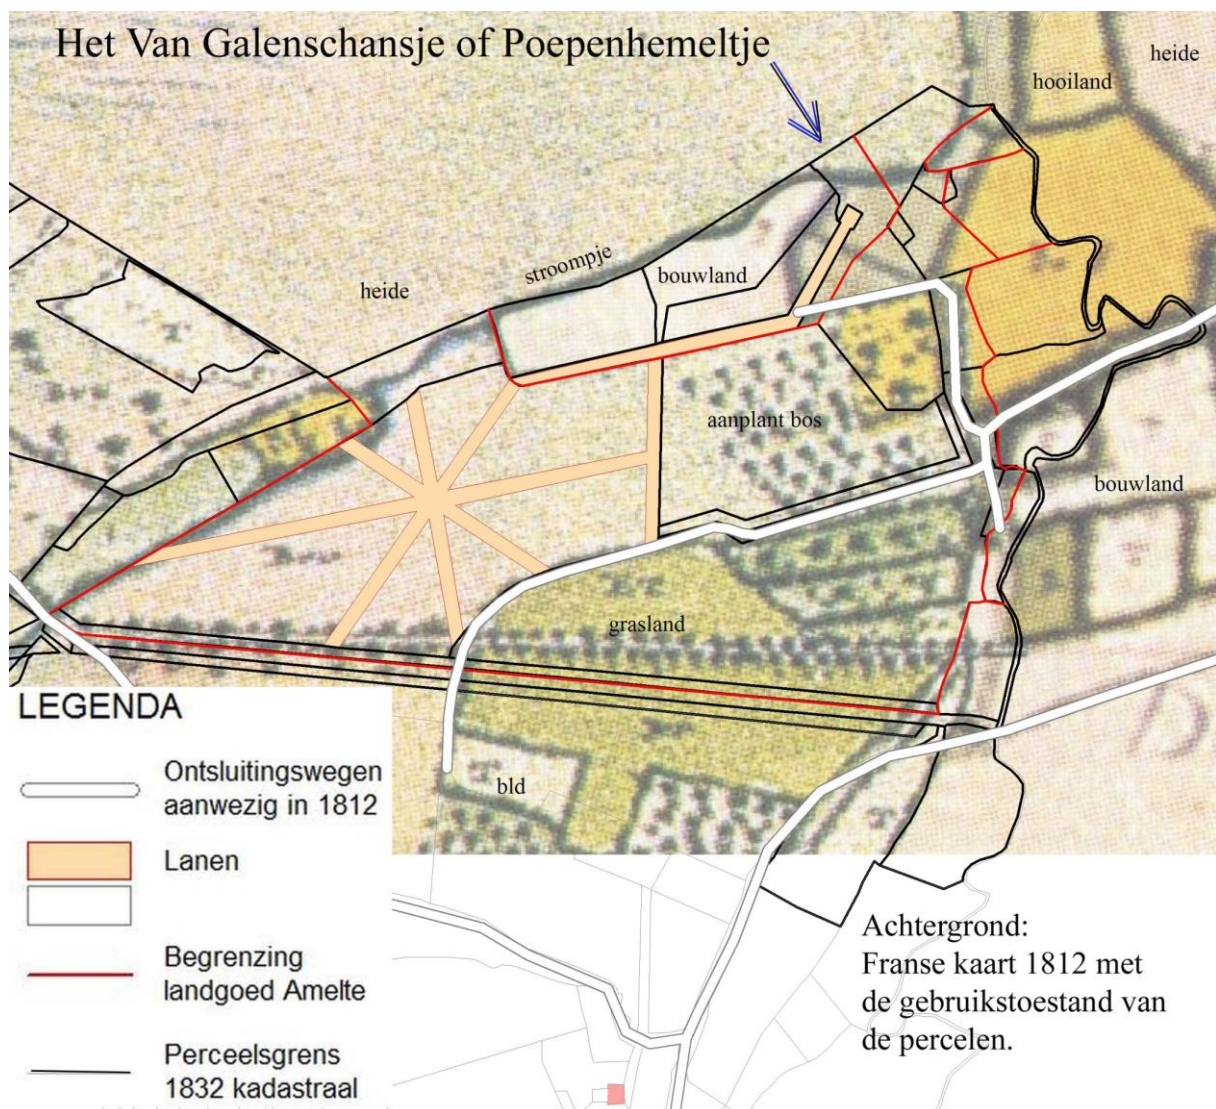 Het Van Galenschansje of Poepenhemeltje
heide
hooiland
stroompje
bouwland
heide
aanplant bos
bouwland
grasland
bld
LEGENDA
Ontsluitingswegen
aanwezig in 1812
Lanen
Begrenzing
landgoed Amelte
Perceelsgrens
1832 kadastraal
Achtergrond:
Franse kaart 1812 met
de gebruikstoestand van
de percelen.